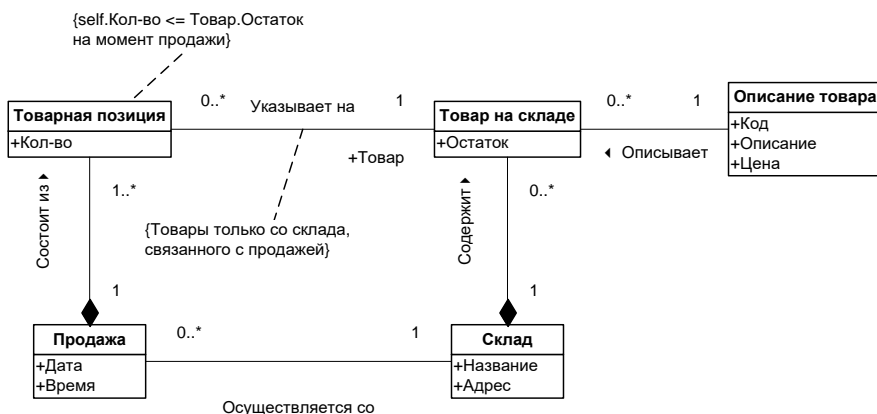 {self.Кол-во <= Товар.Остаток
на момент продажи}
Товарная позиция
+Кол-во
0..*
Указывает на
1
+Товар
Товар на складе
+Остаток
0..*
1
Описывает
Описание товара
+Код
+Описание
+Цена
Состоит из
1..*
1
{Товары только со склада,
связанного с продажей}
Содержит
0..*
1
Продажа
+Дата
+Время
0..*
1
Осуществляется со
Склад
+Название
+Адрес